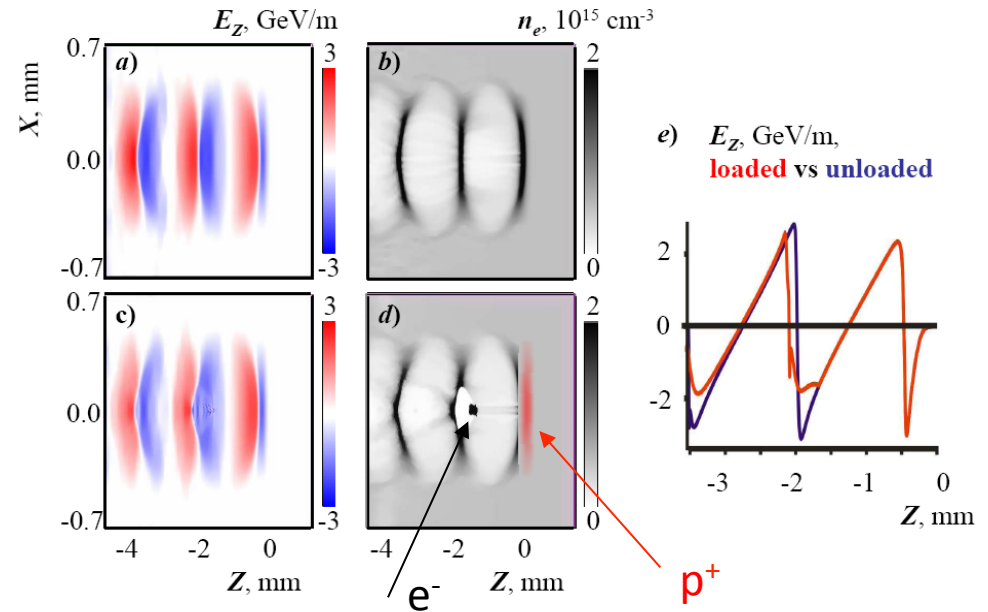 E_Z, GeV/m
n_e, 10^15 cm^-3
X, mm
0.7
0.0
-0.7
a)
3
-3
b)
2
0
0.7
0.0
-0.7
c)
3
-3
d)
2
0
-4 -2 0
Z, mm
-4 -2 0
Z, mm
e^-
p^+
e) E_Z, GeV/m,
loaded vs unloaded
2
0
-2
-3 -2 -1 0
Z, mm